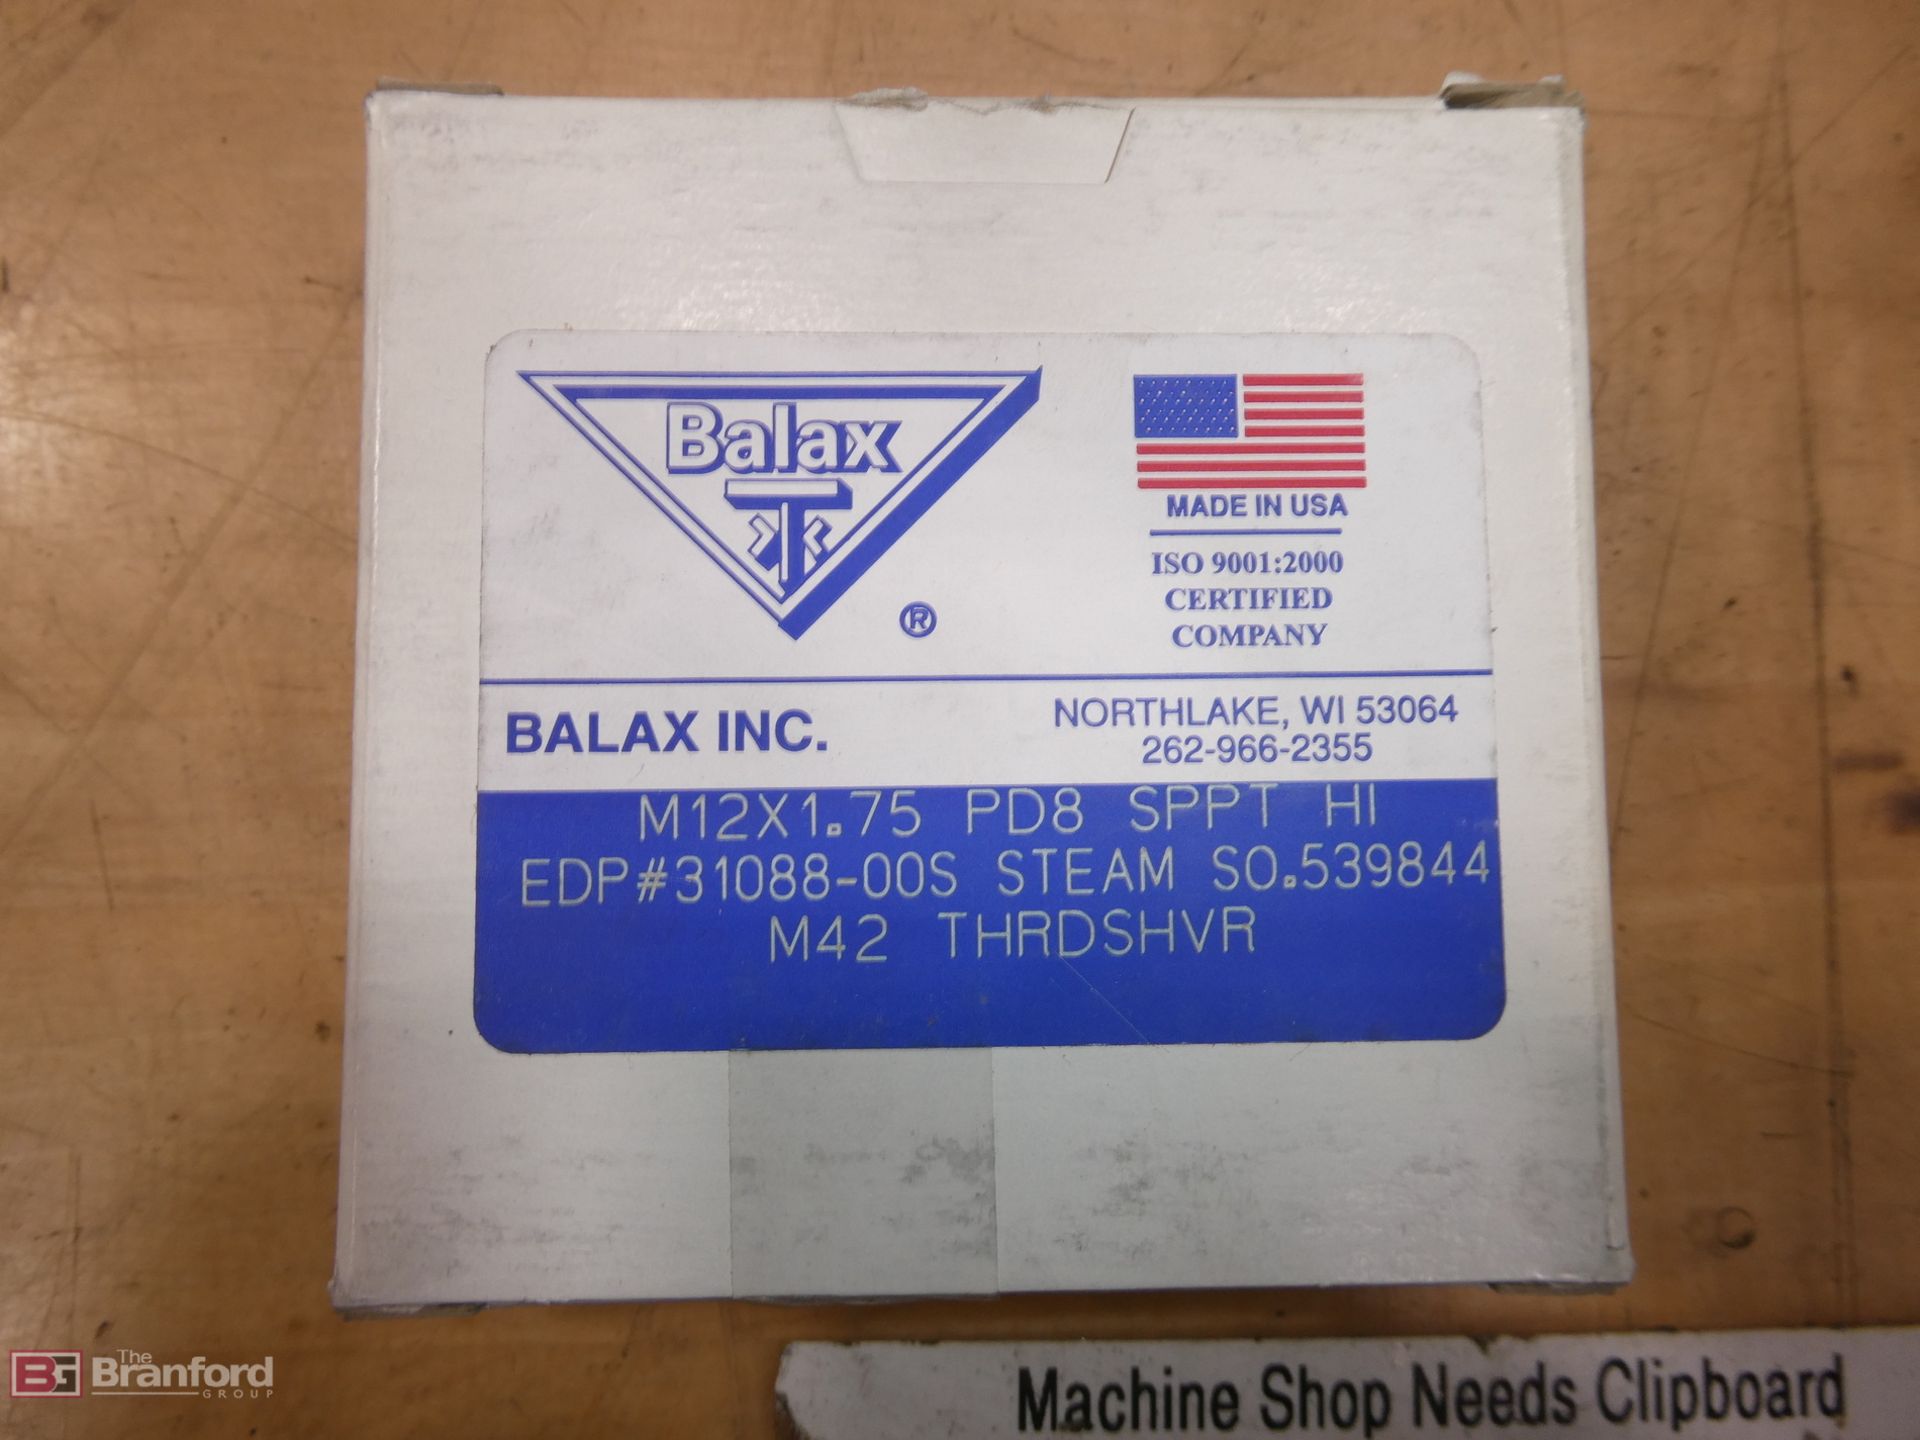 Balax
®
MADE IN USA
ISO 9001:2000
CERTIFIED
COMPANY
BALAX INC.
NORTHLAKE, WI 53064
262-966-2355
M12X1.75 PD8 SPPT HI
EDP#31088-00S STEAM SO.539844
M42 THRDSHVR
Machine Shop Needs Clipboard
BG The
Branford
GROUP